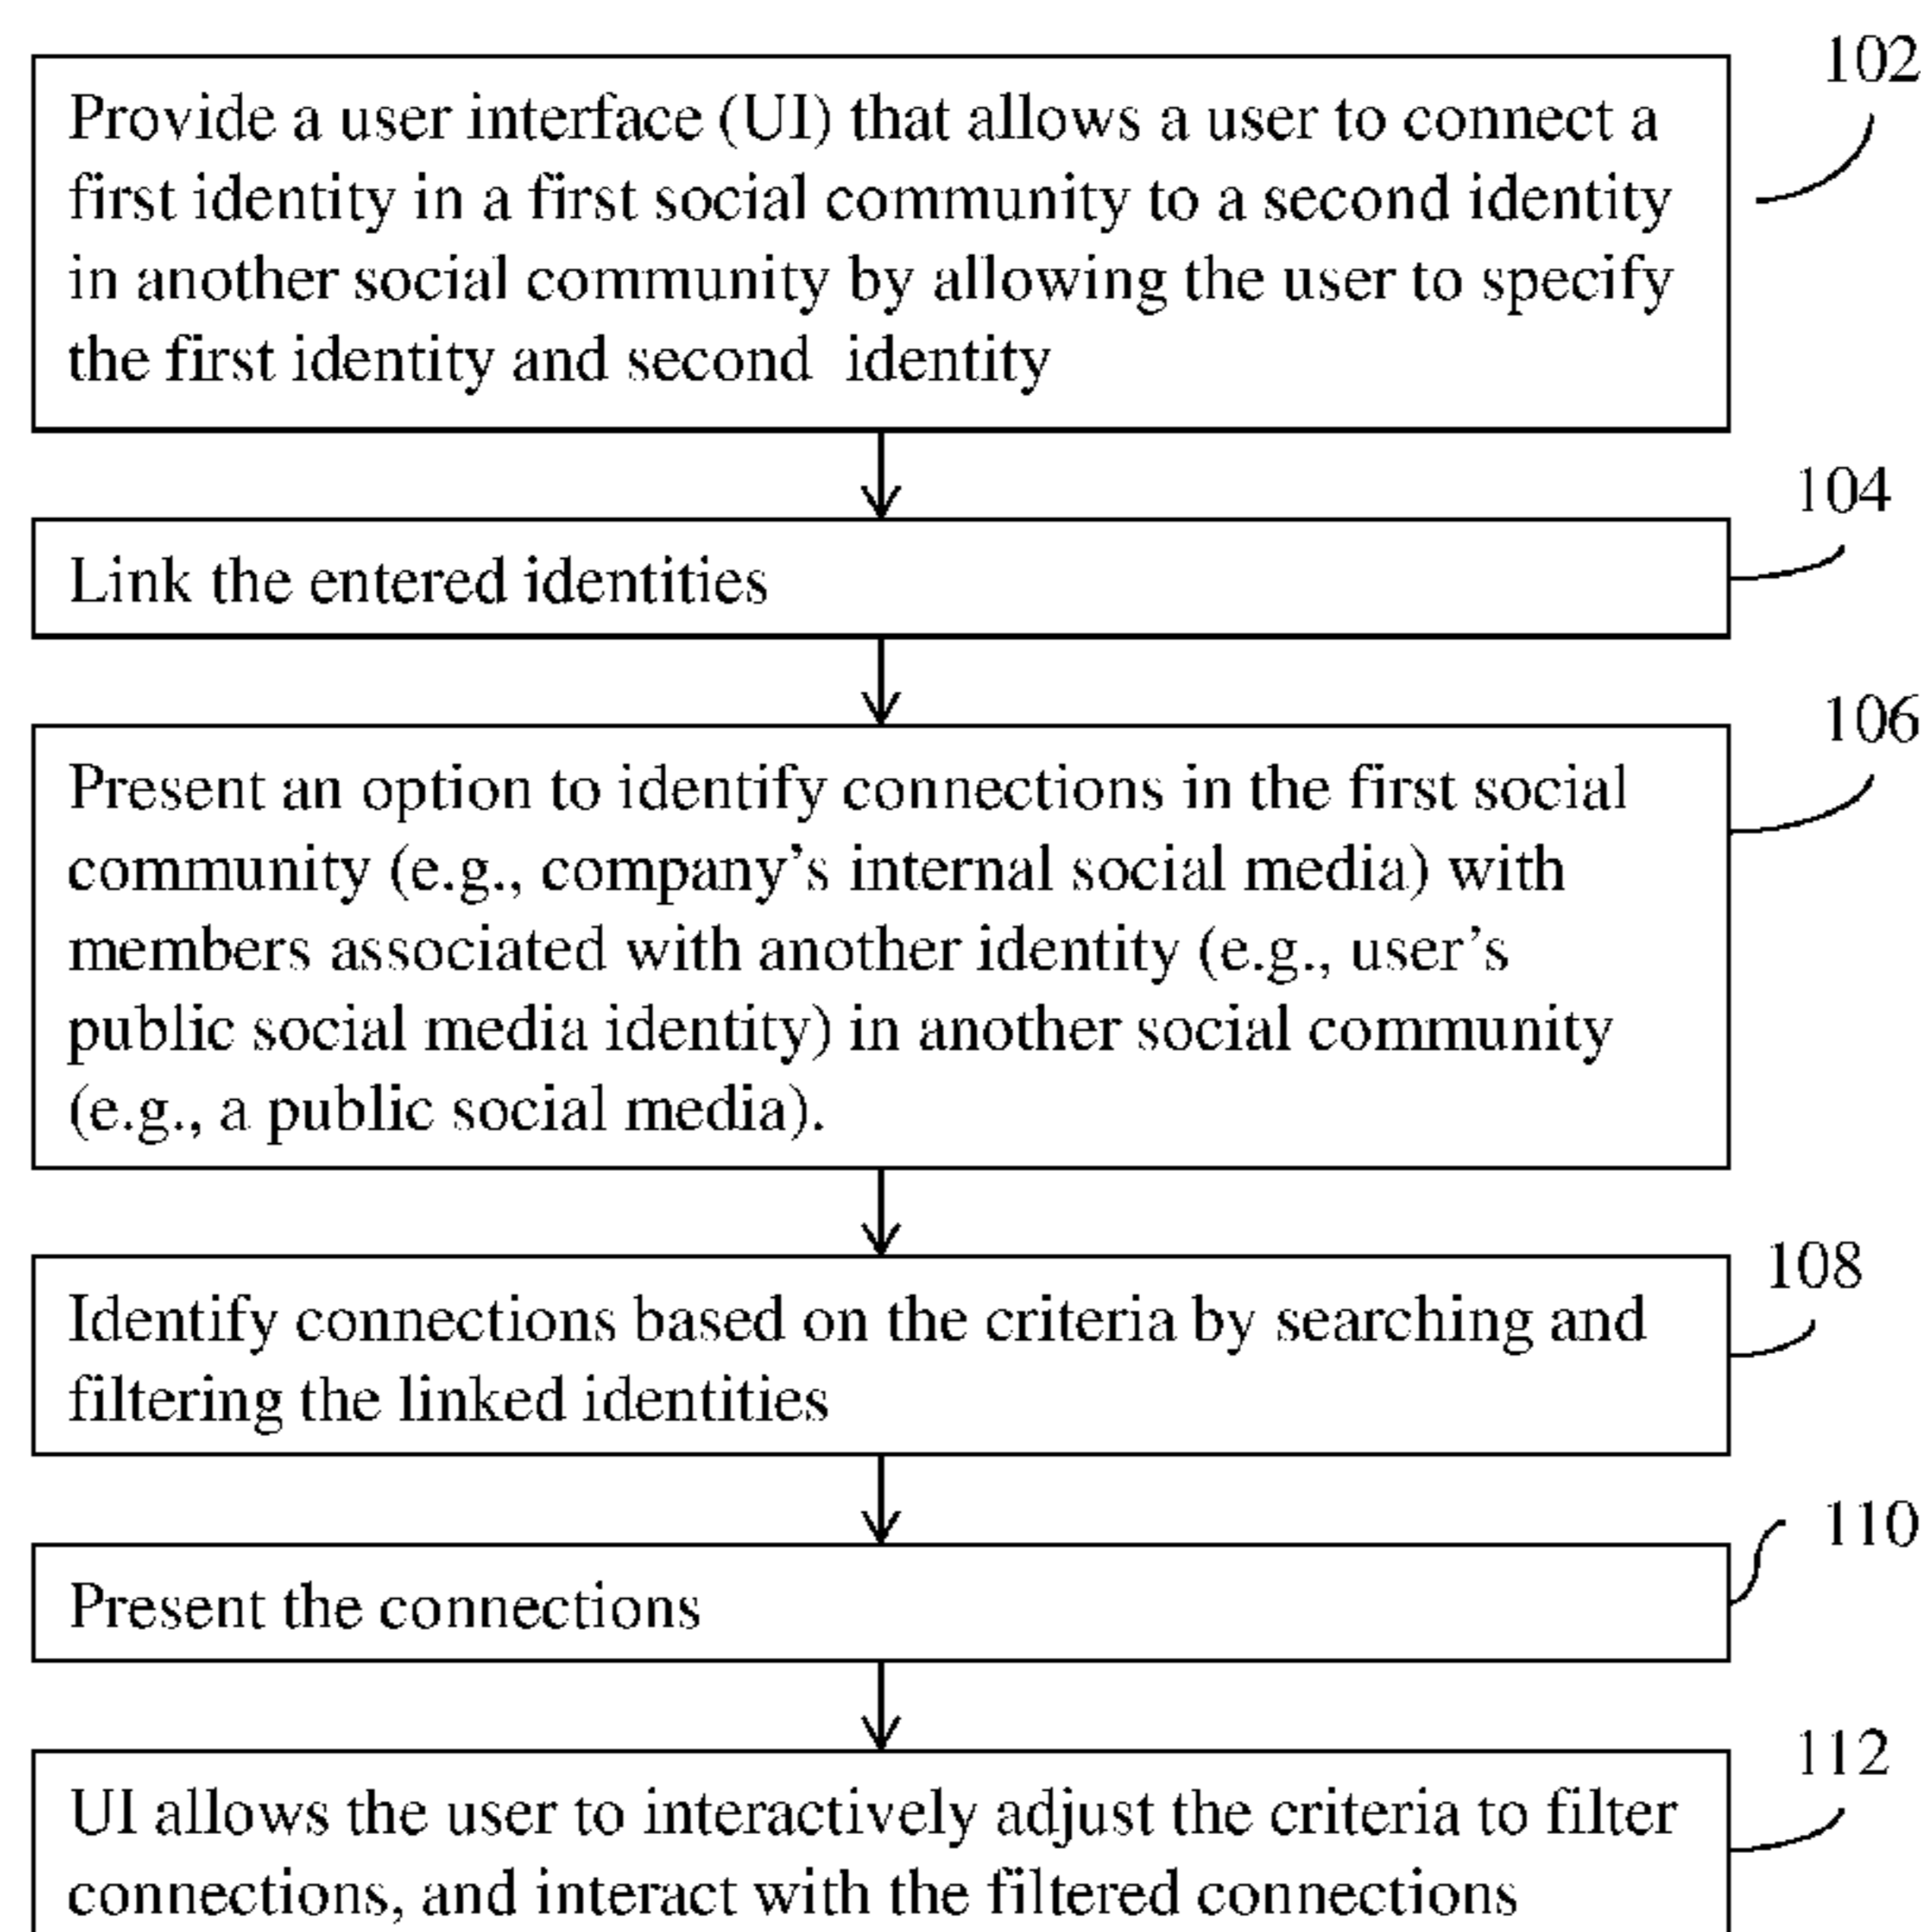 102
Provide a user interface (UI) that allows a user to connect a
first identity in a first social community to a second identity
in another social community by allowing the user to specify
the first identity and second identity
104
Link the entered identities
106
Present an option to identify connections in the first social
community (e.g., company's internal social media) with
members associated with another identity (e.g., user's
public social media identity) in another social community
(e.g., a public social media).
108
Identify connections based on the criteria by searching and
filtering the linked identities
110
Present the connections
112
UI allows the user to interactively adjust the criteria to filter
connections, and interact with the filtered connections